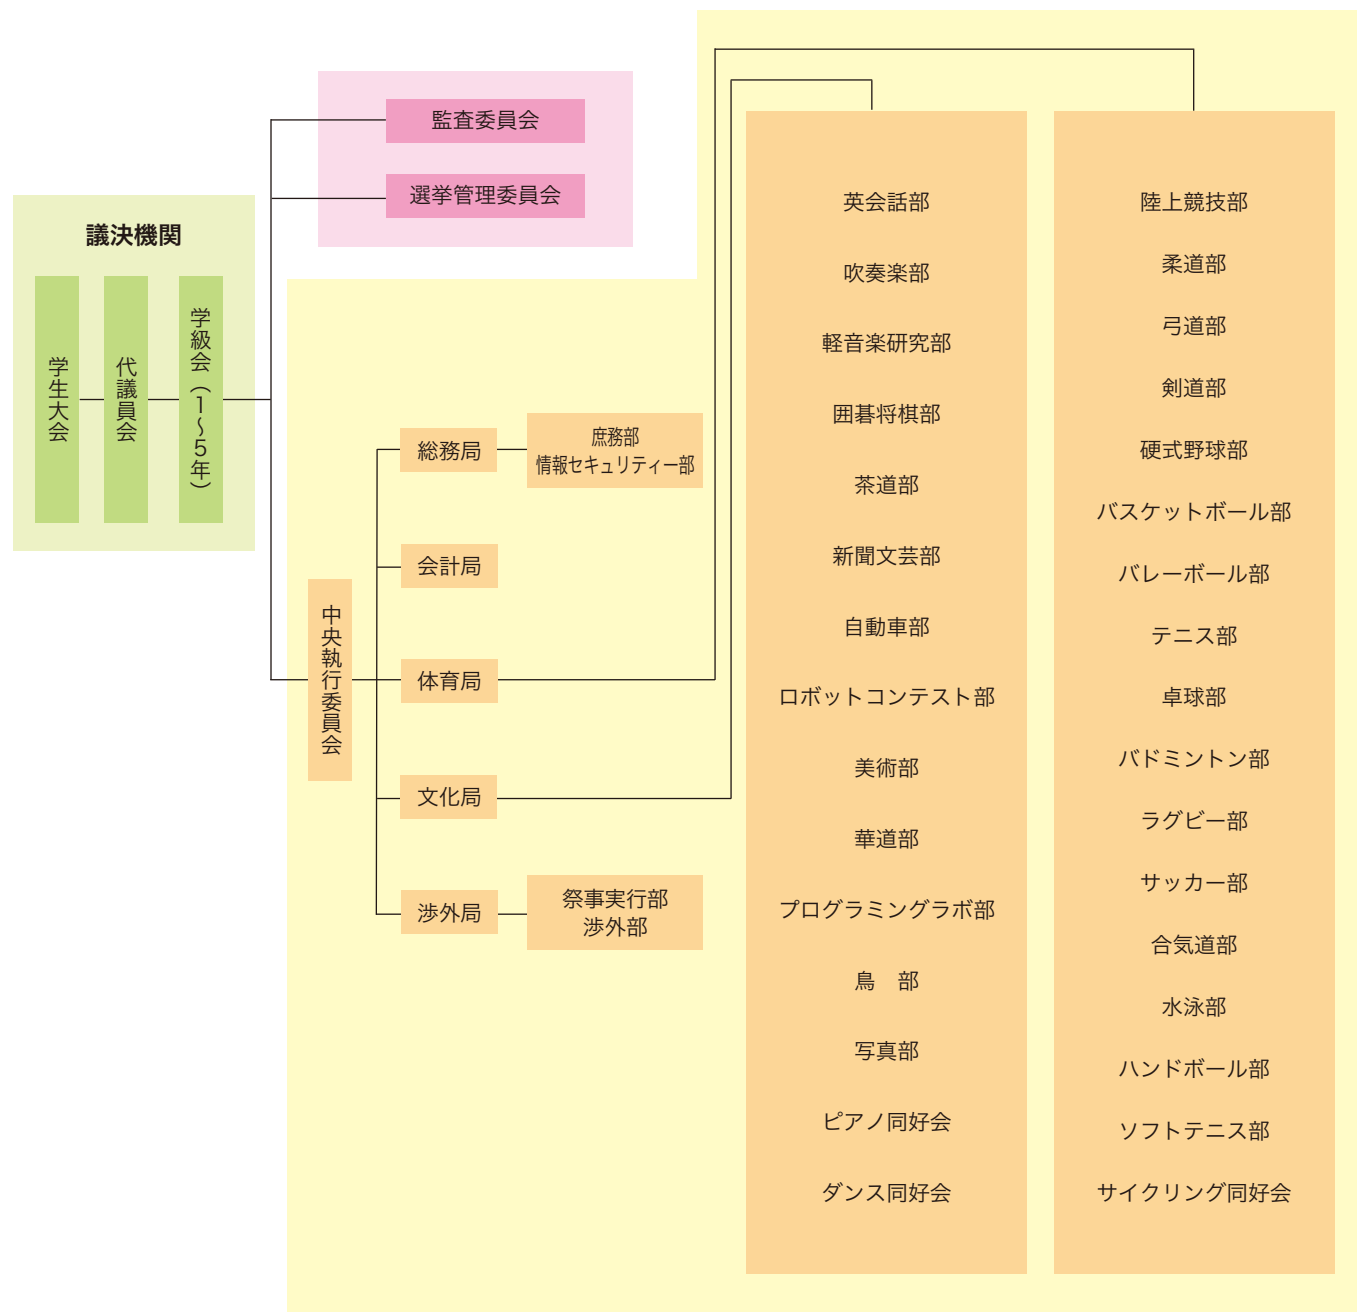 議決機関
学生大会
代議員会
学級会(1～5年)
監査委員会
選挙管理委員会
中央執行委員会
総務局
庶務部
情報セキュリティー部
会計局
体育局
文化局
渉外局
祭事実行部
渉外部
英会話部
吹奏楽部
軽音楽研究部
囲碁将棋部
茶道部
新聞文芸部
自動車部
ロボットコンテスト部
美術部
華道部
プログラミングラボ部
鳥　部
写真部
ピアノ同好会
ダンス同好会
陸上競技部
柔道部
弓道部
剣道部
硬式野球部
バスケットボール部
バレーボール部
テニス部
卓球部
バドミントン部
ラグビー部
サッカー部
合気道部
水泳部
ハンドボール部
ソフトテニス部
サイクリング同好会